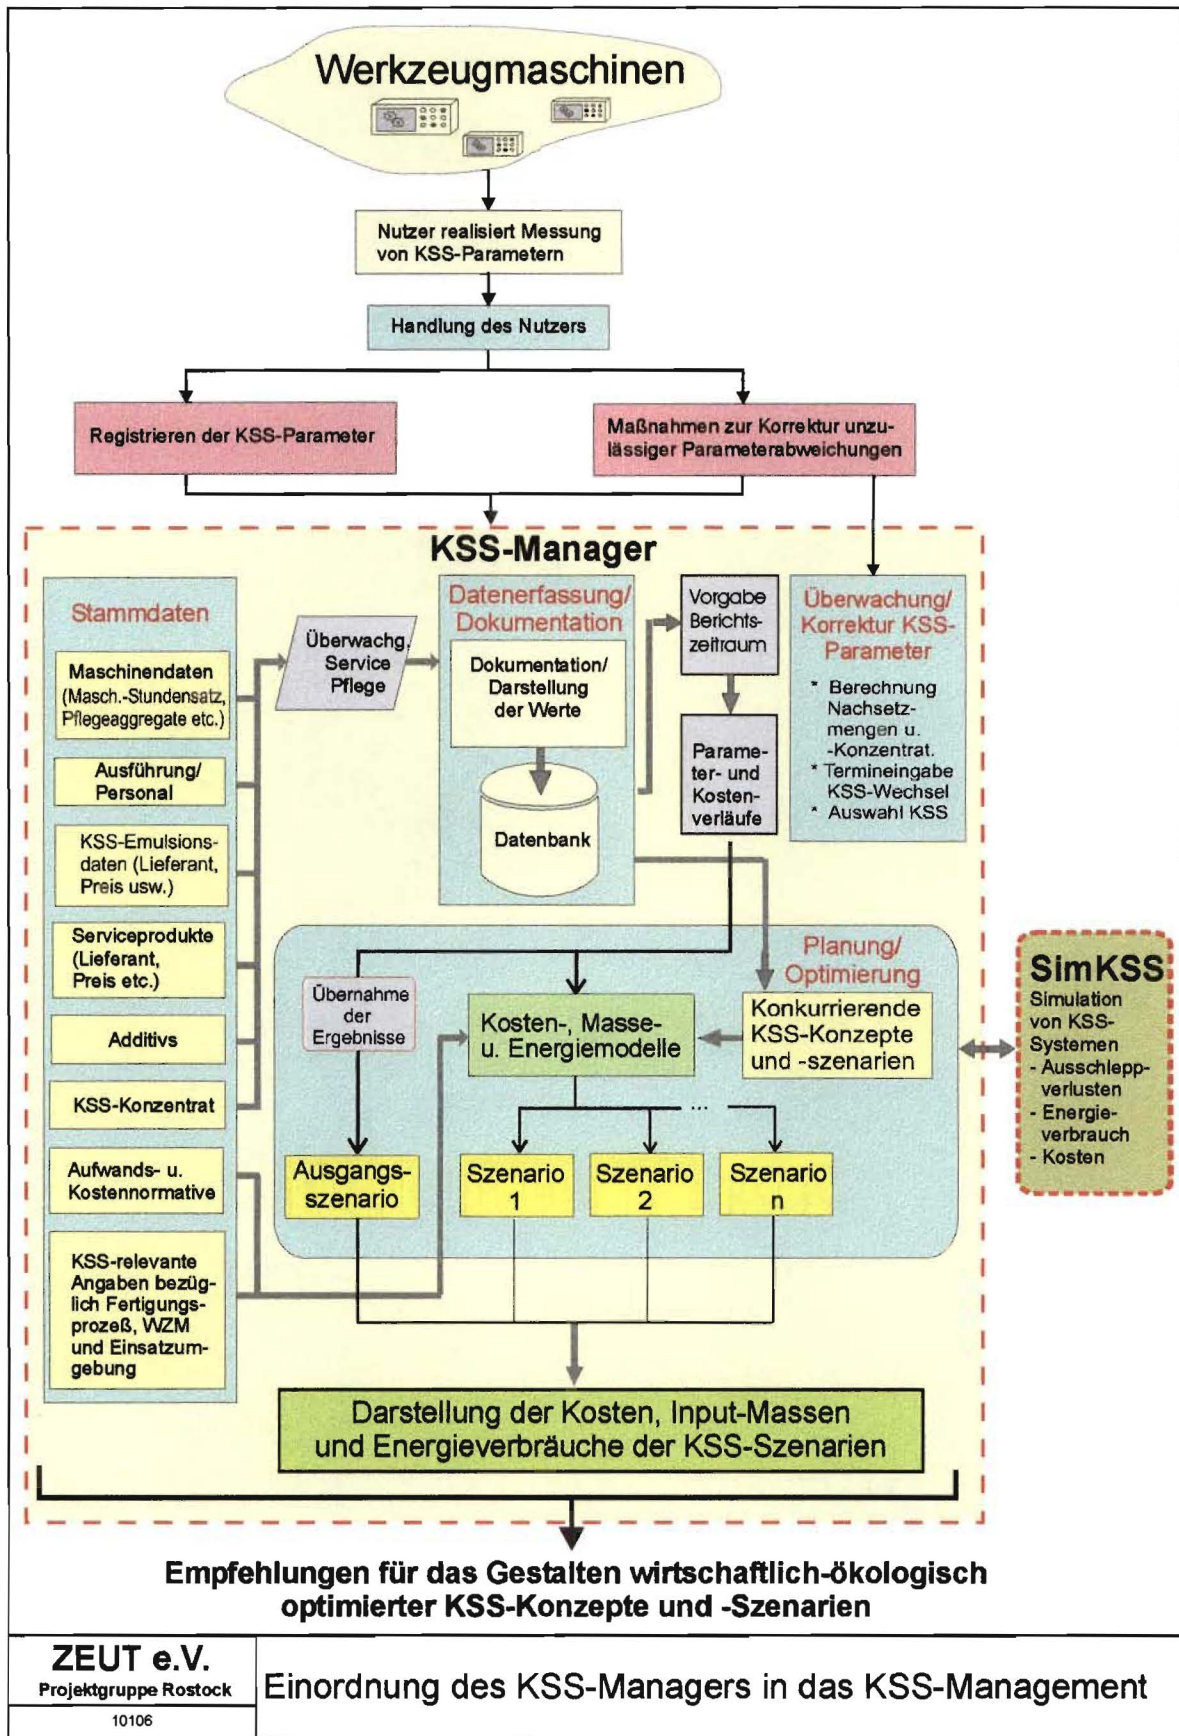 Werkzeugmaschinen
Nutzer realisiert Messung
von KSS-Parametern
Handlung des Nutzers
Registrieren der KSS-Parameter
Maßnahmen zur Korrektur unzu-
lässiger Parameterabweichungen
KSS-Manager
Stammdaten
Maschinendaten
(Masch.-Stundensatz,
Pflegeaggregate etc.)
Ausführung/
Personal
KSS-Emulsions-
daten (Lieferant,
Preis usw.)
Serviceprodukte
(Lieferant,
Preis etc.)
Additivs
KSS-Konzentrat
Aufwands- u.
Kostennormative
KSS-relevante
Angaben bezüg-
lich Fertigungs-
prozeß, WZM
und Einsatzum-
gebung
Überwachg.
Service
Pflege
Datenerfassung/
Dokumentation
Dokumentation/
Darstellung
der Werte
Datenbank
Vorgabe
Berichts-
zeitraum
Parame-
ter- und
Kosten-
verläufe
Überwachung/
Korrektur KSS-
Parameter
* Berechnung
Nachsetz-
mengen u.
-Konzentrat.
* Termineingabe
KSS-Wechsel
* Auswahl KSS
Planung/
Optimierung
Übernahme
der
Ergebnisse
Kosten-, Masse-
u. Energiemodelle
Konkurrierende
KSS-Konzepte
und -szenarien
...
Ausgangs-
szenario
Szenario
1
Szenario
2
Szenario
n
SimKSS
Simulation
von KSS-
Systemen
- Ausschlepp-
verlusten
- Energie-
verbrauch
- Kosten
Darstellung der Kosten, Input-Massen
und Energieverbräuche der KSS-Szenarien
Empfehlungen für das Gestalten wirtschaftlich-ökologisch
optimierter KSS-Konzepte und -Szenarien
ZEUT e.V.
Projektgruppe Rostock
10106
Einordnung des KSS-Managers in das KSS-Management